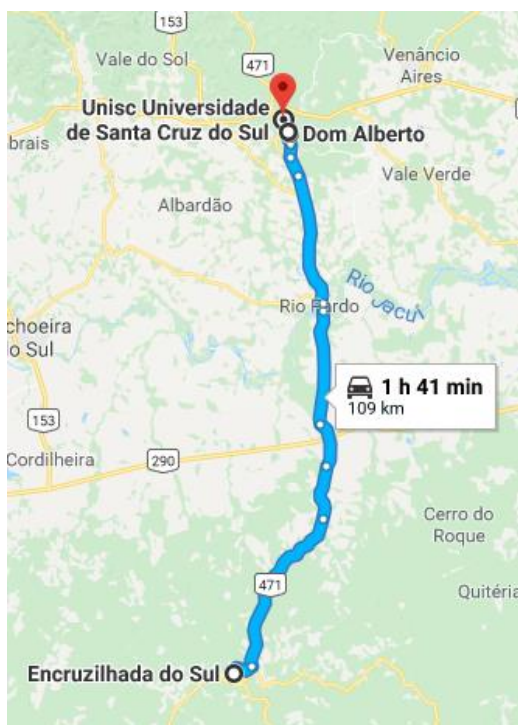 153
Vale do Sol
471
Venâncio
Aires
Unisc Universidade
de Santa Cruz do Sul
Dom Alberto
brais
Vale Verde
Albardão
Rio Jacuí
Rio Pardo
choeira
o Sul
1 h 41 min
109 km
153
Cordilheira
290
Cerro do
Roque
471
Quitéria
Encruzilhada do Sul